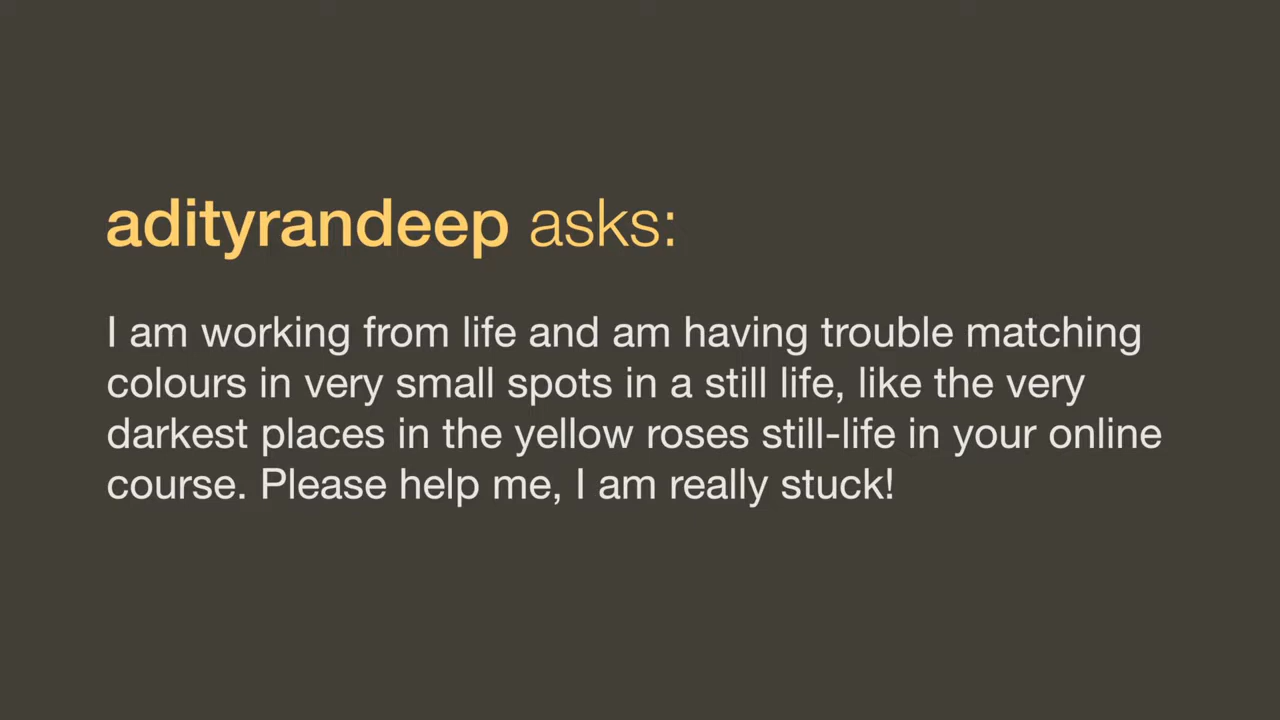 adityrandeep asks:
I am working from life and am having trouble matching
colours in very small spots in a still life, like the very
darkest places in the yellow roses still-life in your online
course. Please help me, I am really stuck!